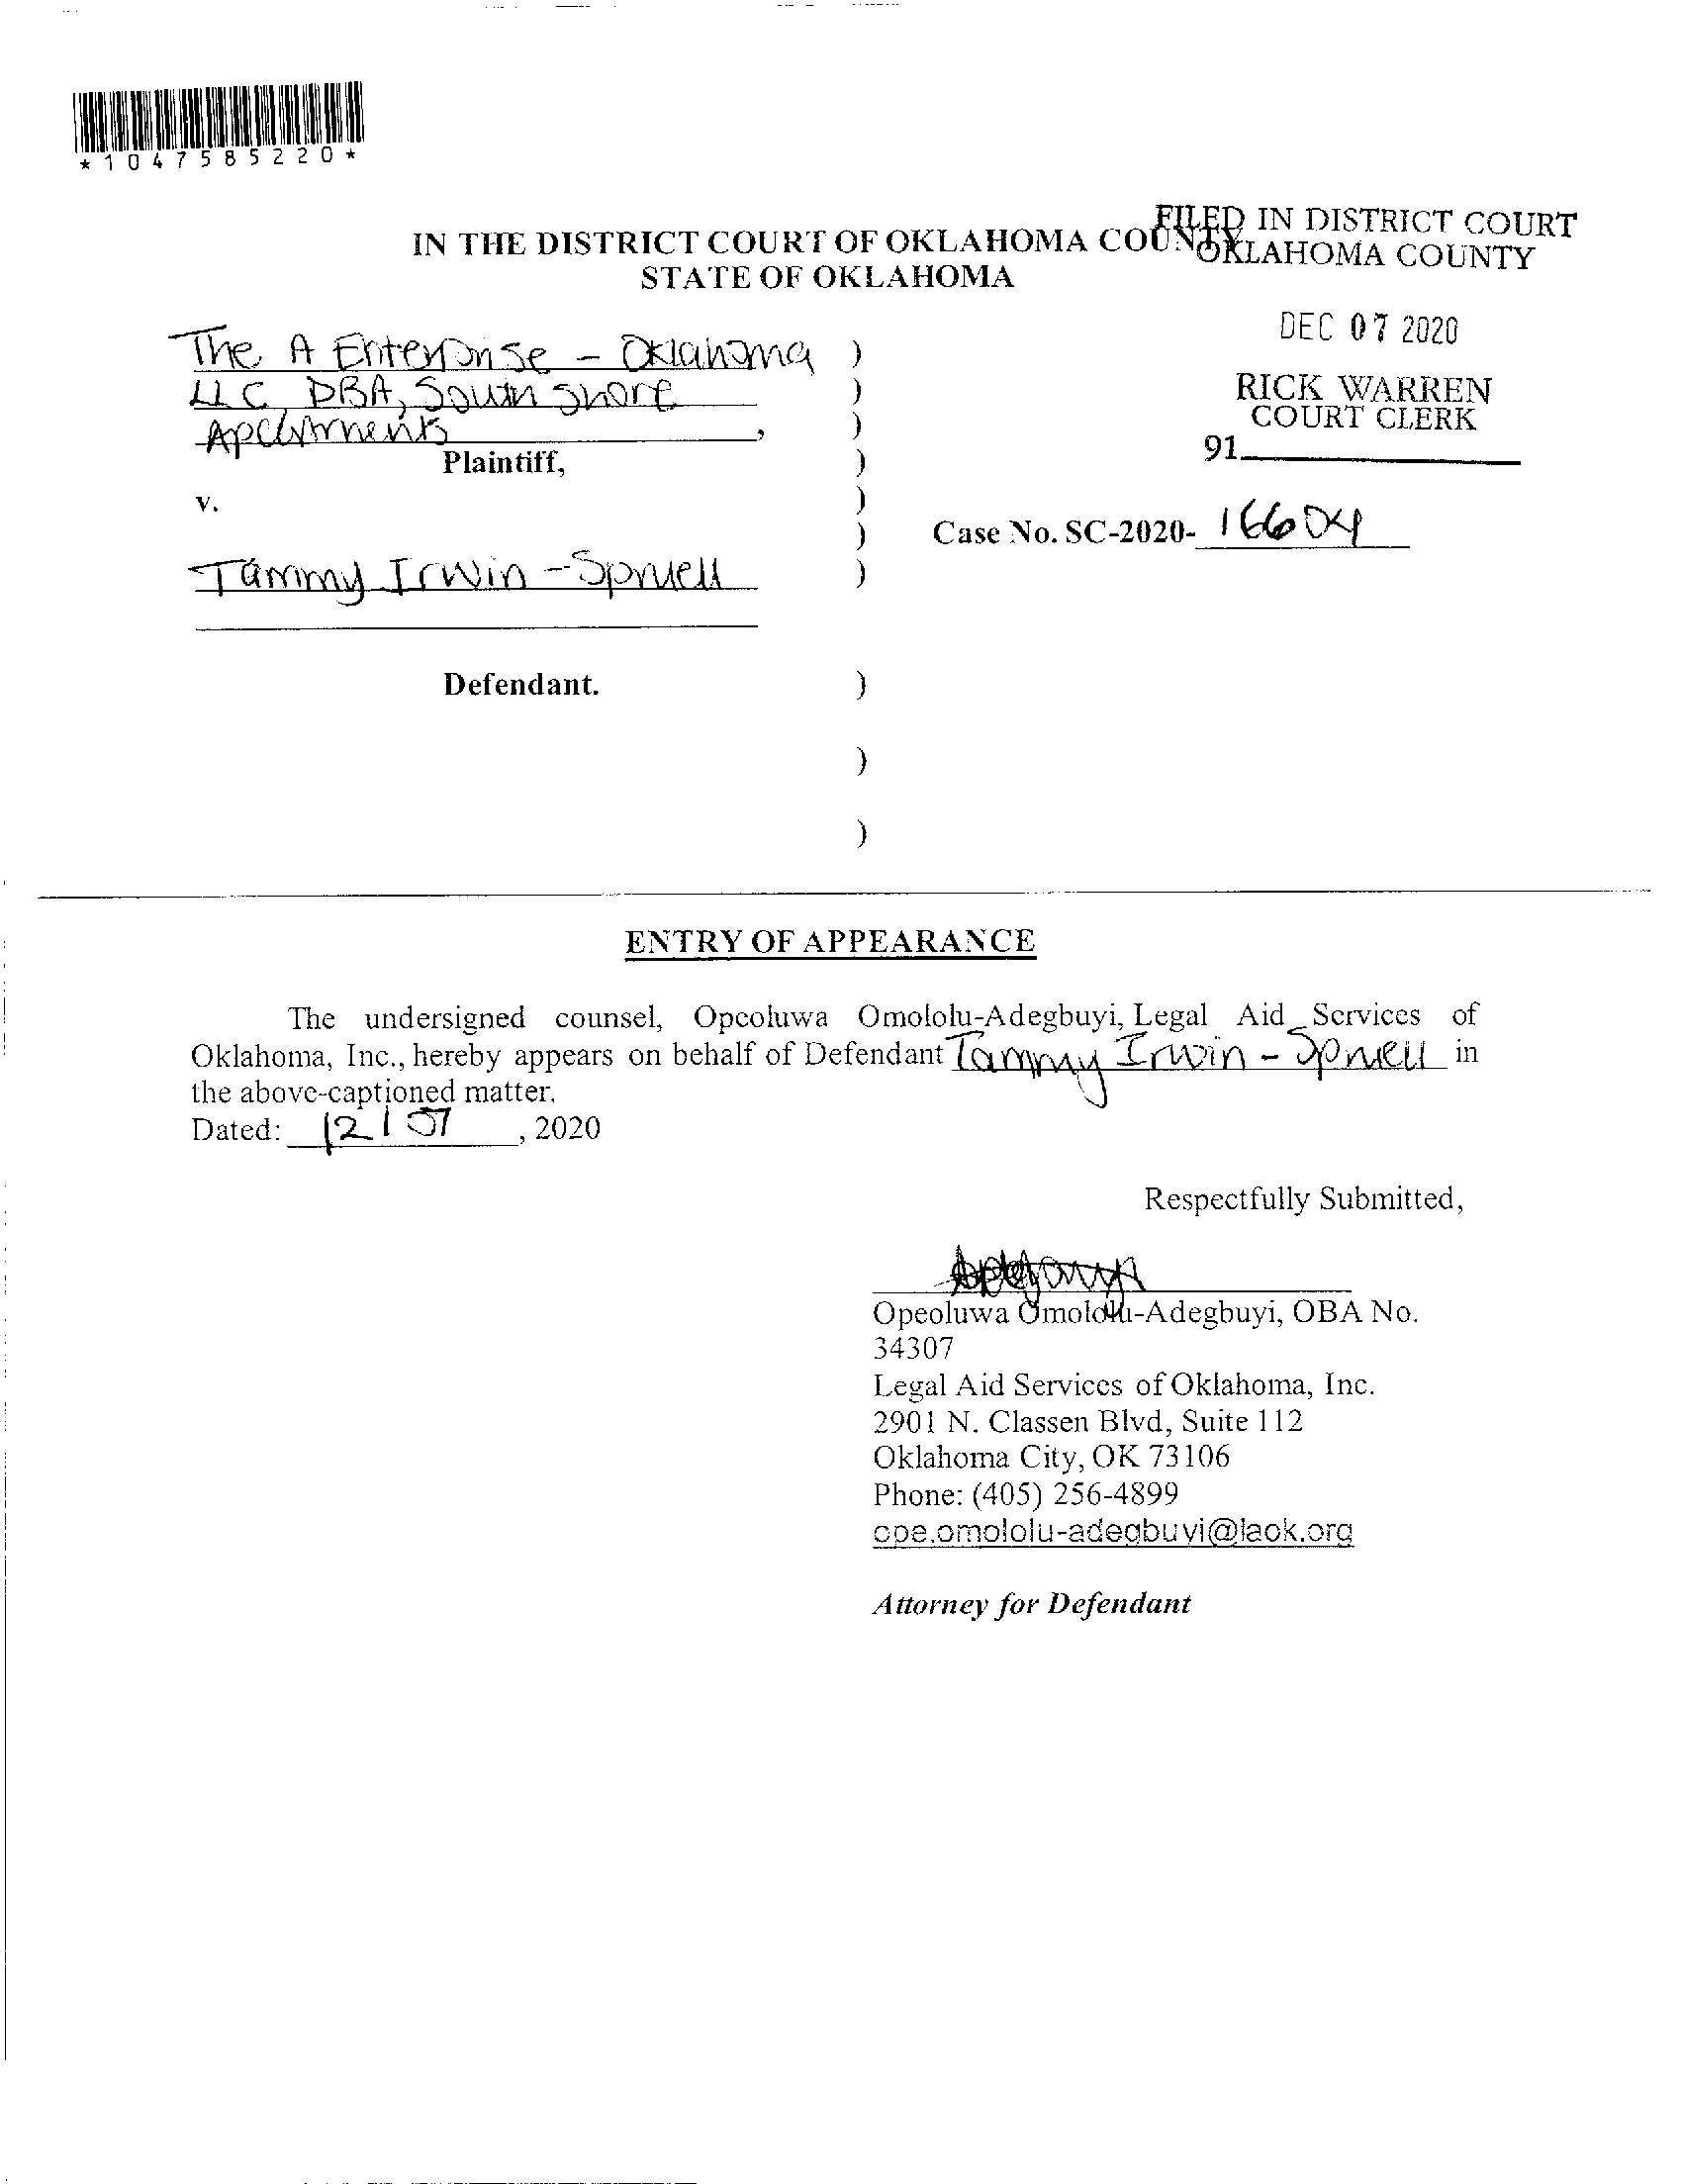 *1047585220*
FILED IN DISTRICT COURT
IN THE DISTRICT COURT OF OKLAHOMA COUNTY
OKLAHOMA COUNTY
STATE OF OKLAHOMA
DEC 07 2020
RICK WARREN
COURT CLERK
91
The A Enterprise - Oklahoma )
LLC DBA, South Shore )
Apartments , )
Plaintiff, )
v. )
Case No. SC-2020- 16604 )
Tammy Irwin-Spruell )
Defendant. )
)
)
ENTRY OF APPEARANCE
The undersigned counsel, Opeoluwa Omololu-Adegbuyi, Legal Aid Services of
Oklahoma, Inc., hereby appears on behalf of Defendant Tammy Irwin-Spruell in
the above-captioned matter.
Dated: 12/07, 2020
Respectfully Submitted,
Opeoluwa Omololu-Adegbuyi, OBA No.
34307
Legal Aid Services of Oklahoma, Inc.
2901 N. Classen Blvd, Suite 112
Oklahoma City, OK 73106
Phone: (405) 256-4899
ope.omololu-adegbuyi@laok.org
Attorney for Defendant